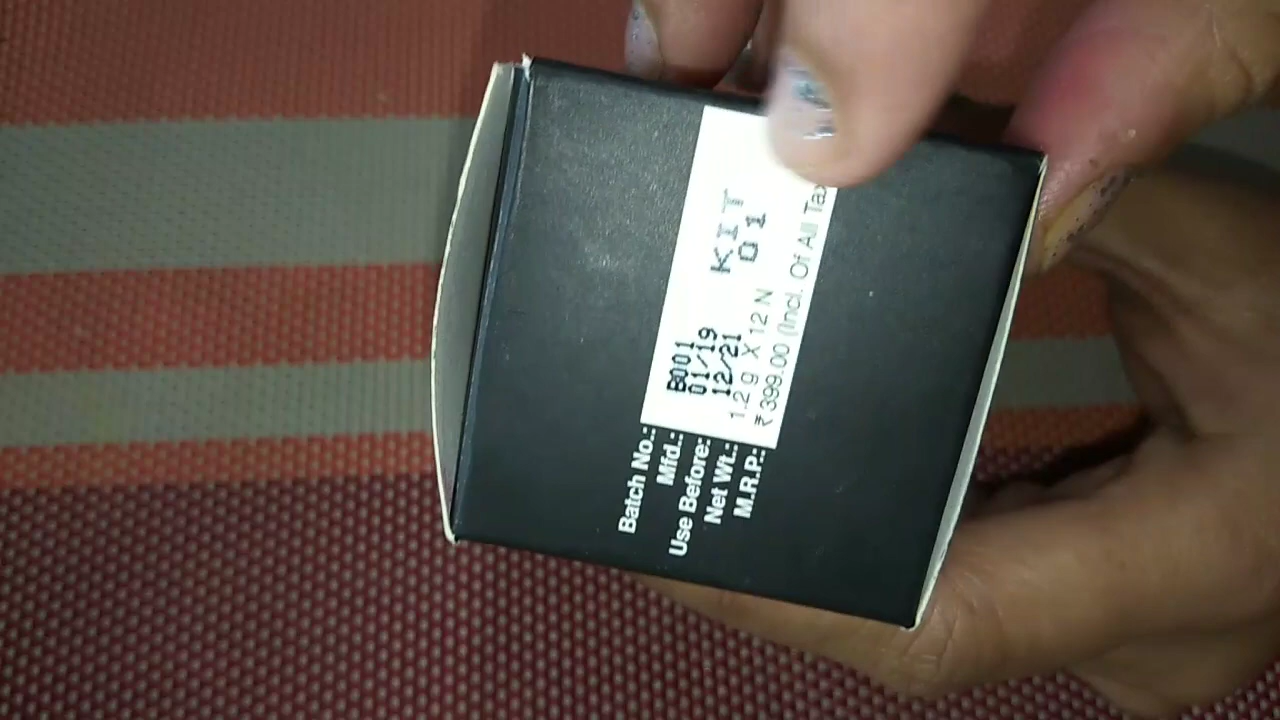 Batch No.: B001
Mfd.: 01/19 KIT
Use Before: 12/21 01
Net Wt.: 1.2 g X 12 N
M.R.P.: ₹399.00 (Incl. Of All